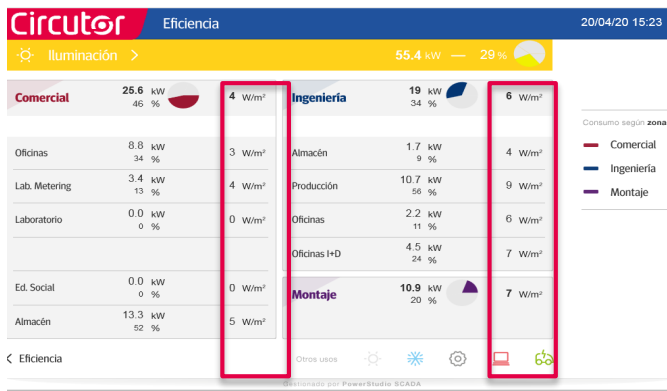 Circutor Eficiencia 20/04/20 15:23
Iluminación > 55.4 kW — 29 %
Comercial 25.6 kW 46 % 4 W/m²
Oficinas 8.8 kW 34 % 3 W/m²
Lab. Metering 3.4 kW 13 % 4 W/m²
Laboratorio 0.0 kW 0 % 0 W/m²
Ed. Social 0.0 kW 0 % 0 W/m²
Almacén 13.3 kW 52 % 5 W/m²
Ingeniería 19 kW 34 % 6 W/m²
Almacén 1.7 kW 9 % 4 W/m²
Producción 10.7 kW 56 % 9 W/m²
Oficinas 2.2 kW 11 % 6 W/m²
Oficinas I+D 4.5 kW 24 % 7 W/m²
Montaje 10.9 kW 20 % 7 W/m²
Consumo según zona
Comercial
Ingeniería
Montaje
< Eficiencia
Otros usos
Gestionado por PowerStudio SCADA